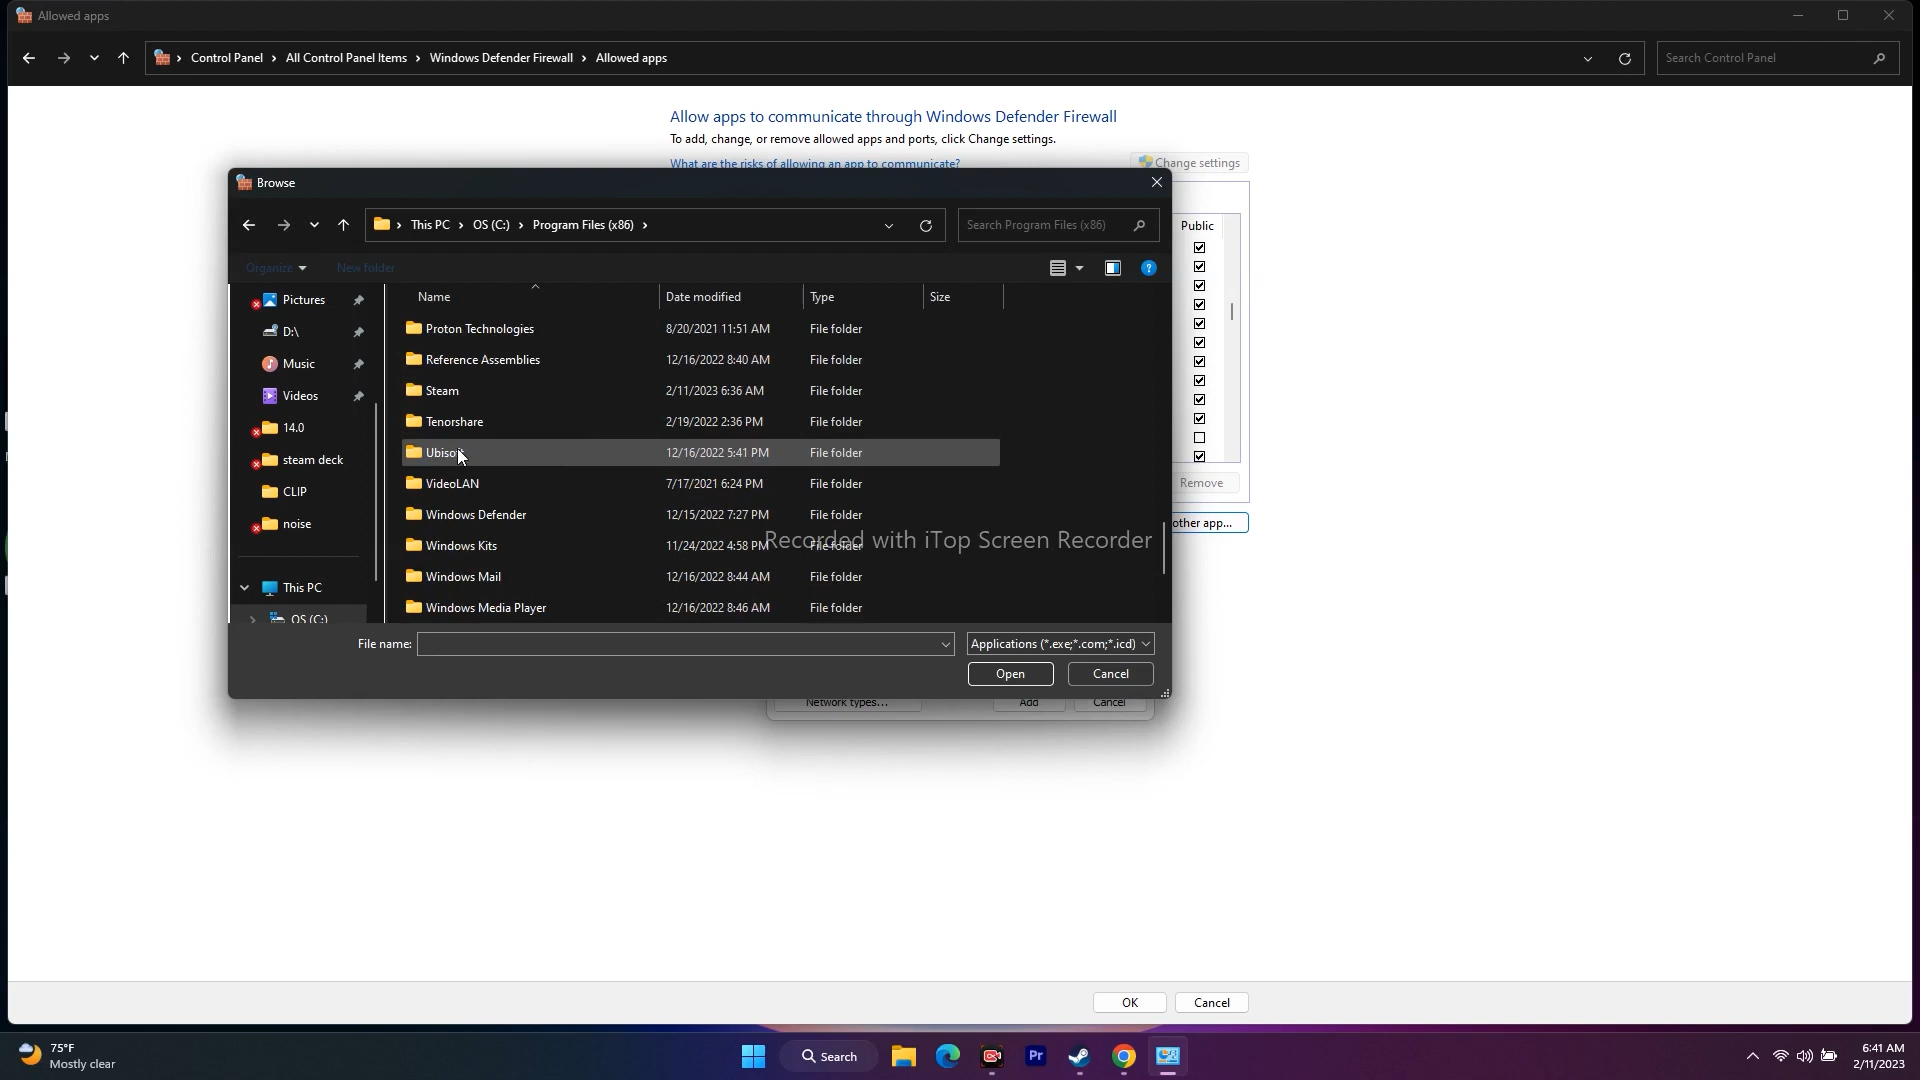 Allowed apps
Control Panel > All Control Panel Items > Windows Defender Firewall > Allowed apps
Search Control Panel
Allow apps to communicate through Windows Defender Firewall
To add, change, or remove allowed apps and ports, click Change settings.
What are the risks of allowing an app to communicate?
Change settings
Browse
This PC > OS (C:) > Program Files (x86) >
Search Program Files (x86)
Public
Organize
New folder
Name Date modified Type Size
Pictures
D:\
Music
Videos
14.0
steam deck
CLIP
noise
This PC
OS (C:)
Proton Technologies 8/20/2021 11:51 AM File folder
Reference Assemblies 12/16/2022 8:40 AM File folder
Steam 2/11/2023 6:36 AM File folder
Tenorshare 2/19/2022 2:36 PM File folder
12/16/2022 5:41 PM File folder
VideoLAN 7/17/2021 6:24 PM File folder
Windows Defender 12/15/2022 7:27 PM File folder
Windows Kits 11/24/2022 4:58 PM File folder
Windows Mail 12/16/2022 8:44 AM File folder
Windows Media Player 12/16/2022 8:46 AM File folder
Recorded with iTop Screen Recorder
Remove
other app...
File name:
Applications (*.exe;*.com;*.icd)
Open
Cancel
Network types...
Add
Cancel
OK
Cancel
75°F
Mostly clear
Search
Pr
6:41 AM
2/11/2023